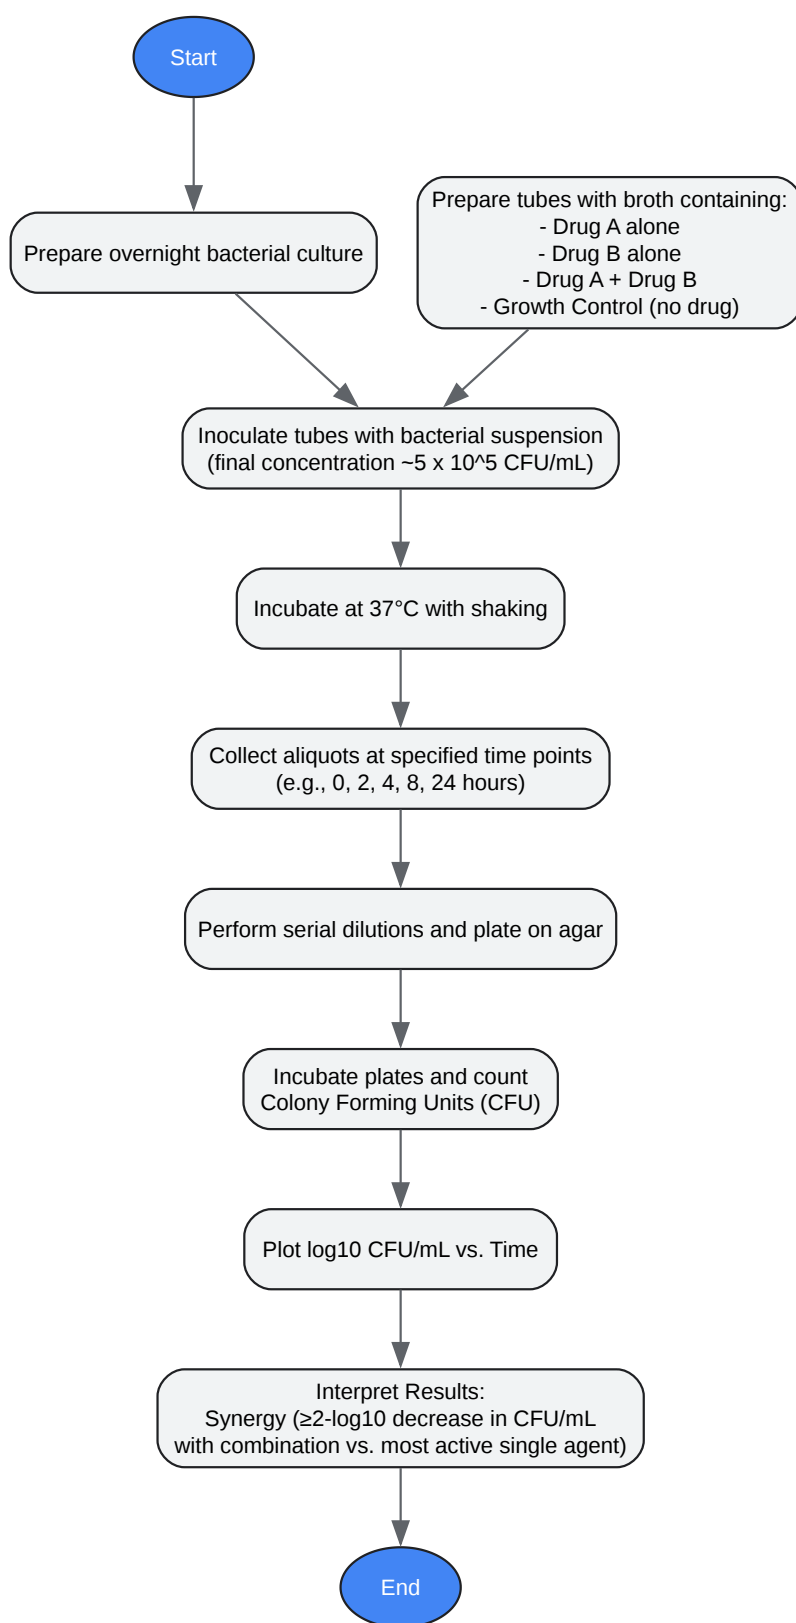 Start
Prepare overnight bacterial culture
Prepare tubes with broth containing:
- Drug A alone
- Drug B alone
- Drug A + Drug B
- Growth Control (no drug)
Inoculate tubes with bacterial suspension
(final concentration ~5 x 10^5 CFU/mL)
Incubate at 37°C with shaking
Collect aliquots at specified time points
(e.g., 0, 2, 4, 8, 24 hours)
Perform serial dilutions and plate on agar
Incubate plates and count
Colony Forming Units (CFU)
Plot log10 CFU/mL vs. Time
Interpret Results:
Synergy (≥2-log10 decrease in CFU/mL
with combination vs. most active single agent)
End